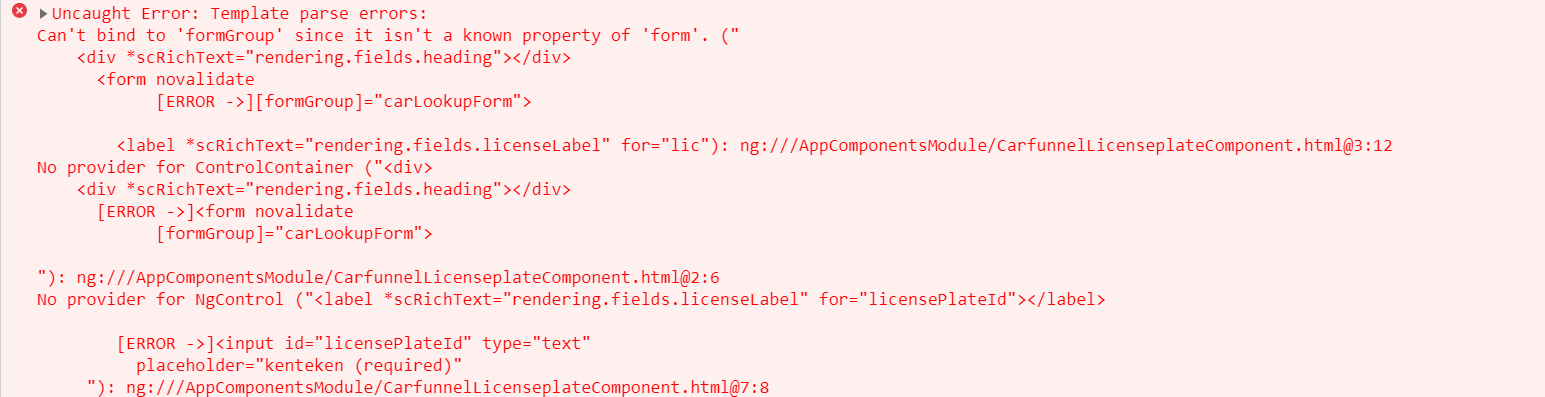 Uncaught Error: Template parse errors:
Can't bind to 'formGroup' since it isn't a known property of 'form'. ("
<div *scRichText="rendering.fields.heading"></div>
<form novalidate
[ERROR ->][formGroup]="carLookupForm">
<label *scRichText="rendering.fields.licenseLabel" for="lic"): ng:///AppComponentsModule/CarfunnelLicenseplateComponent.html@3:12
No provider for ControlContainer ("<div>
<div *scRichText="rendering.fields.heading"></div>
[ERROR ->]<form novalidate
[formGroup]="carLookupForm">
"): ng:///AppComponentsModule/CarfunnelLicenseplateComponent.html@2:6
No provider for NgControl ("<label *scRichText="rendering.fields.licenseLabel" for="licensePlateId"></label>
[ERROR ->]<input id="licensePlateId" type="text"
placeholder="kenteken (required)"
"): ng:///AppComponentsModule/CarfunnelLicenseplateComponent.html@7:8